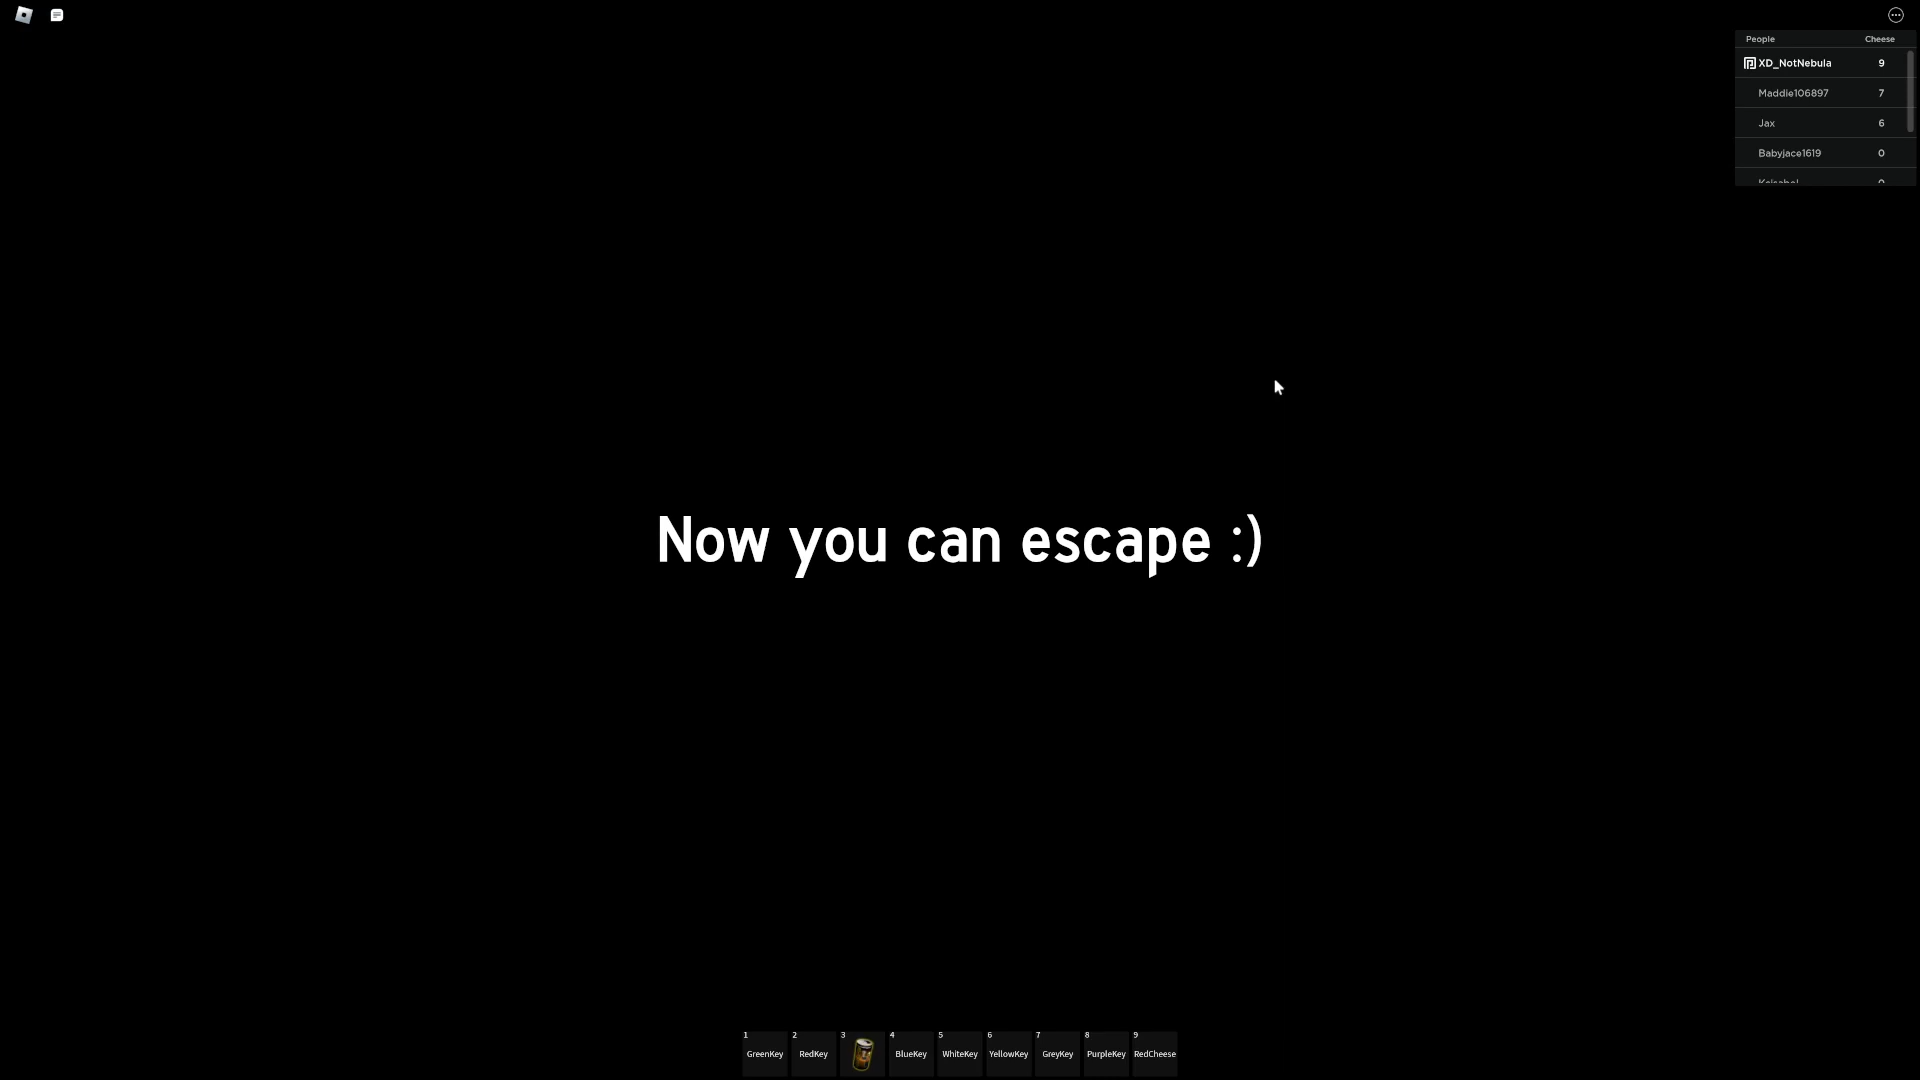 People Cheese
XD_NotNebula 9
Maddie106897 7
Jax 6
Babyjace1619 0
Now you can escape :)
1 2 3 4 5 6 7 8 9
GreenKey RedKey BlueKey WhiteKey YellowKey GreyKey PurpleKey RedCheese